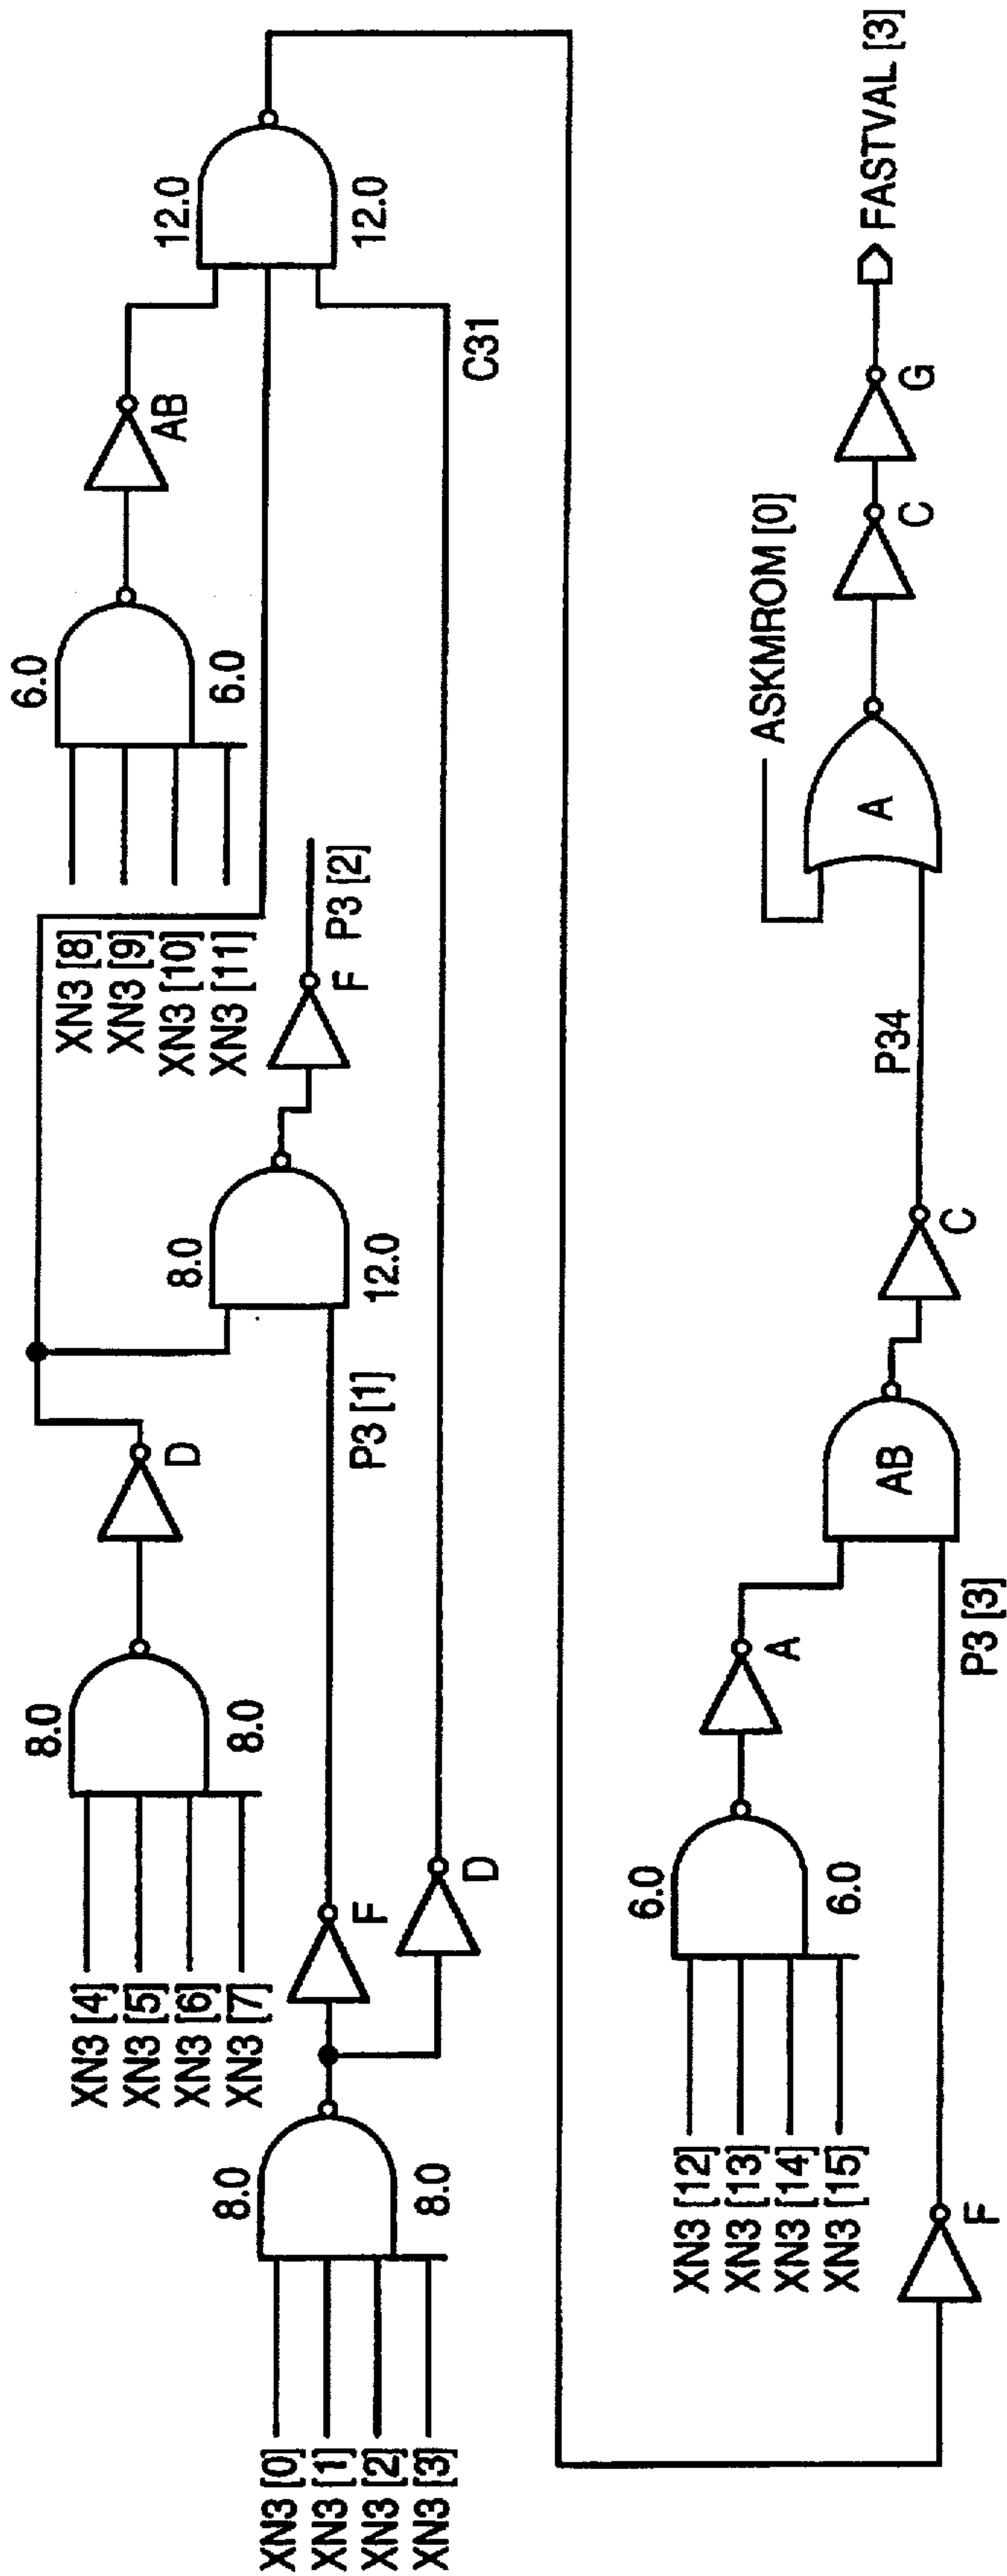 XN3 [0]
XN3 [1]
XN3 [2]
XN3 [3]
8.0
8.0
XN3 [4]
XN3 [5]
XN3 [6]
XN3 [7]
8.0
8.0
F
D
D
P3 [1]
8.0
12.0
F
P3 [2]
XN3 [8]
XN3 [9]
XN3 [10]
XN3 [11]
6.0
6.0
AB
C31
12.0
12.0
F
XN3 [12]
XN3 [13]
XN3 [14]
XN3 [15]
6.0
6.0
A
P3 [3]
AB
C
P34
ASKMROM [0]
A
C
G
FASTVAL [3]